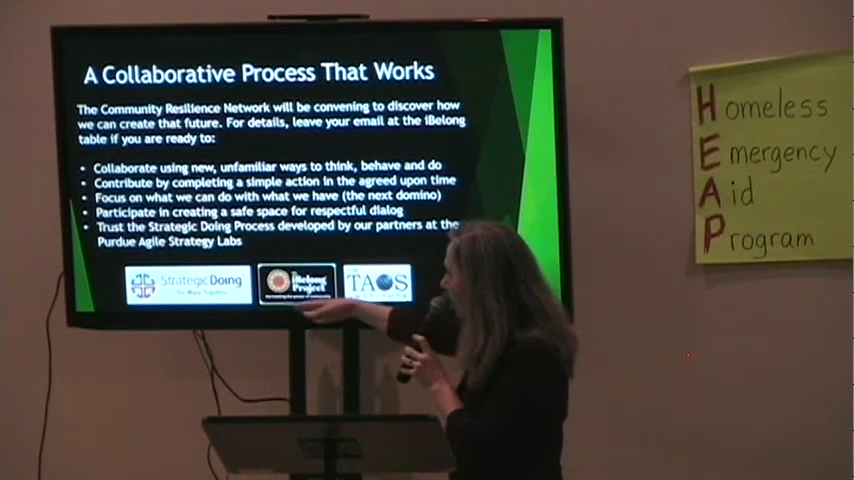 A Collaborative Process That Works
The Community Resilience Network will be convening to discover how
we can create that future. For details, leave your email at the iBelong
table if you are ready to:
• Collaborate using new, unfamiliar ways to think, behave and do
• Contribute by completing a simple action in the agreed upon time
• Focus on what we can do with what we have (the next domino)
• Participate in creating a safe space for respectful dialog
• Trust the Strategic Doing Process developed by our partners at the
Purdue Agile Strategy Labs
Strategic Doing
iBelong
Project
TAOS
Homeless
Emergency
Aid
Program